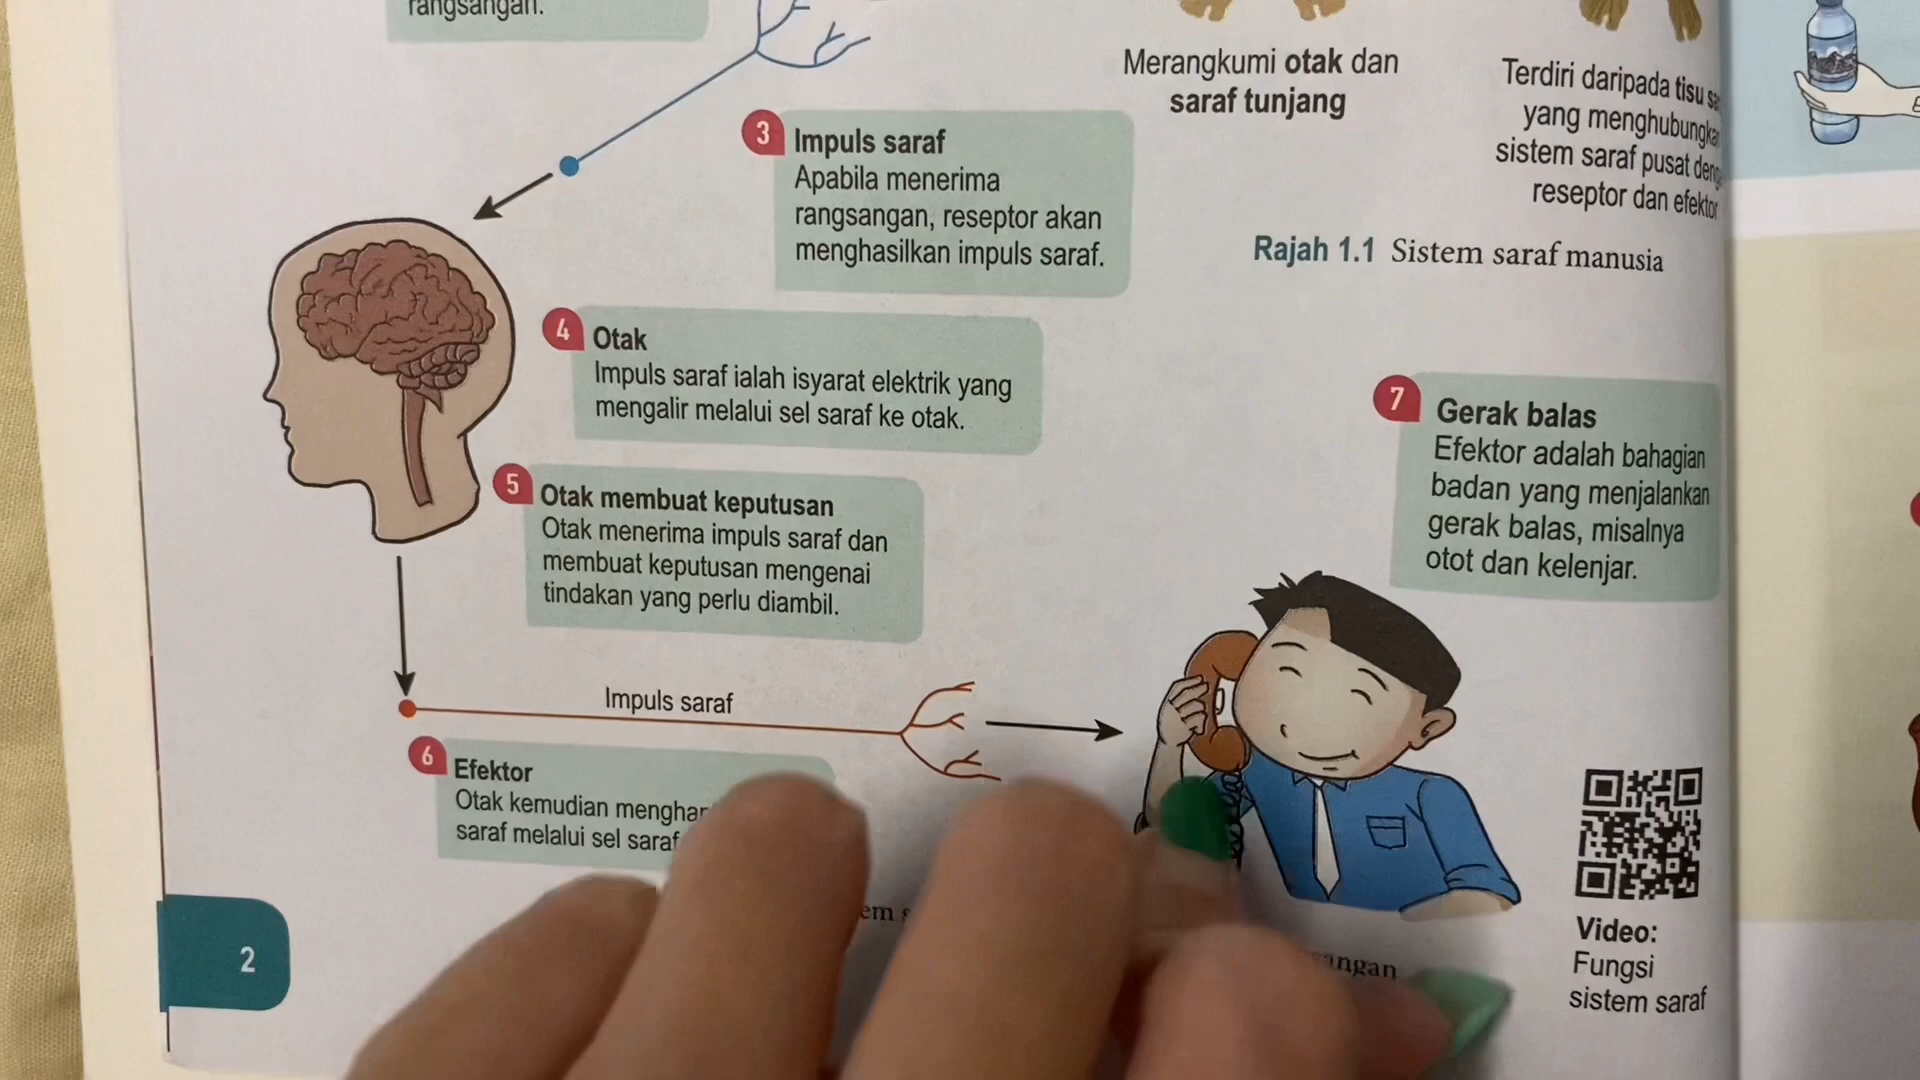 rangsangan.
Merangkumi otak dan
saraf tunjang
Terdiri daripada tisu
yang
sistem saraf pusat
reseptor dan efektor
Rajah 1.1 Sistem saraf manusia
3 Impuls saraf
Apabila menerima
rangsangan, reseptor akan
menghasilkan impuls saraf.
4 Otak
Impuls saraf ialah isyarat elektrik yang
mengalir melalui sel saraf ke otak.
5 Otak membuat keputusan
Otak menerima impuls saraf dan
membuat keputusan mengenai
tindakan yang perlu diambil.
7 Gerak balas
Efektor adalah bahagian
badan yang menjalankan
gerak balas, misalnya
otot dan kelenjar.
Impuls saraf
6 Efektor
Otak kemudian
saraf melalui sel saraf
Video:
Fungsi
sistem saraf
2